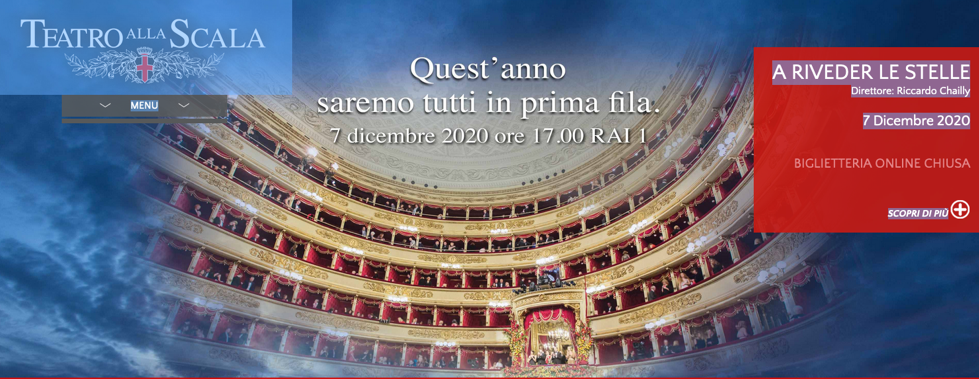 TEATRO ALLA SCALA
MENU
Quest'anno
saremo tutti in prima fila.
7 dicembre 2020 ore 17.00 RAI 1
A RIVEDER LE STELLE
Direttore: Riccardo Chailly
7 Dicembre 2020
BIGLIETTERIA ONLINE CHIUSA
SCOPRI DI PIÙ